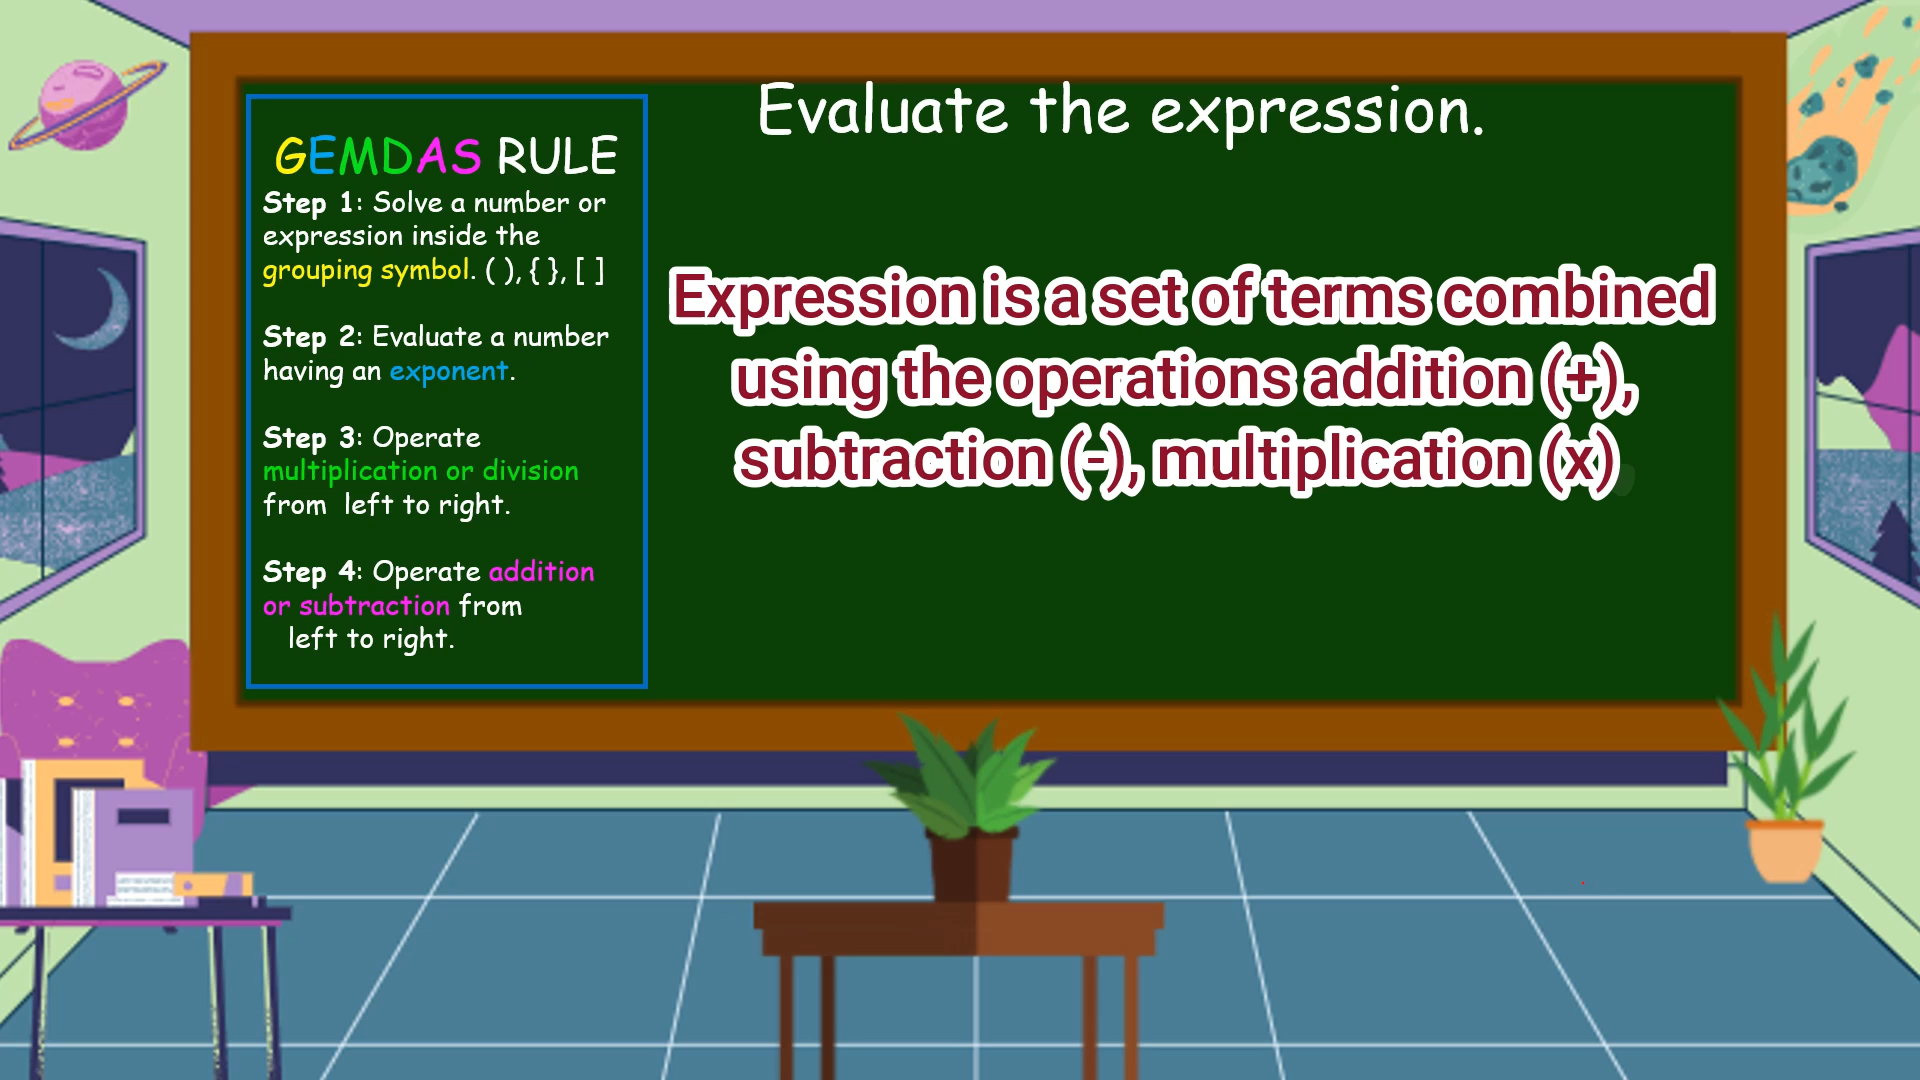 Evaluate the expression.
GEMDAS RULE
Step 1: Solve a number or
expression inside the
grouping symbol. ( ), { }, [ ]
Step 2: Evaluate a number
having an exponent.
Step 3: Operate
multiplication or division
from left to right.
Step 4: Operate addition
or subtraction from
left to right.
Expression is a set of terms combined
using the operations addition (+),
subtraction (-), multiplication (x)